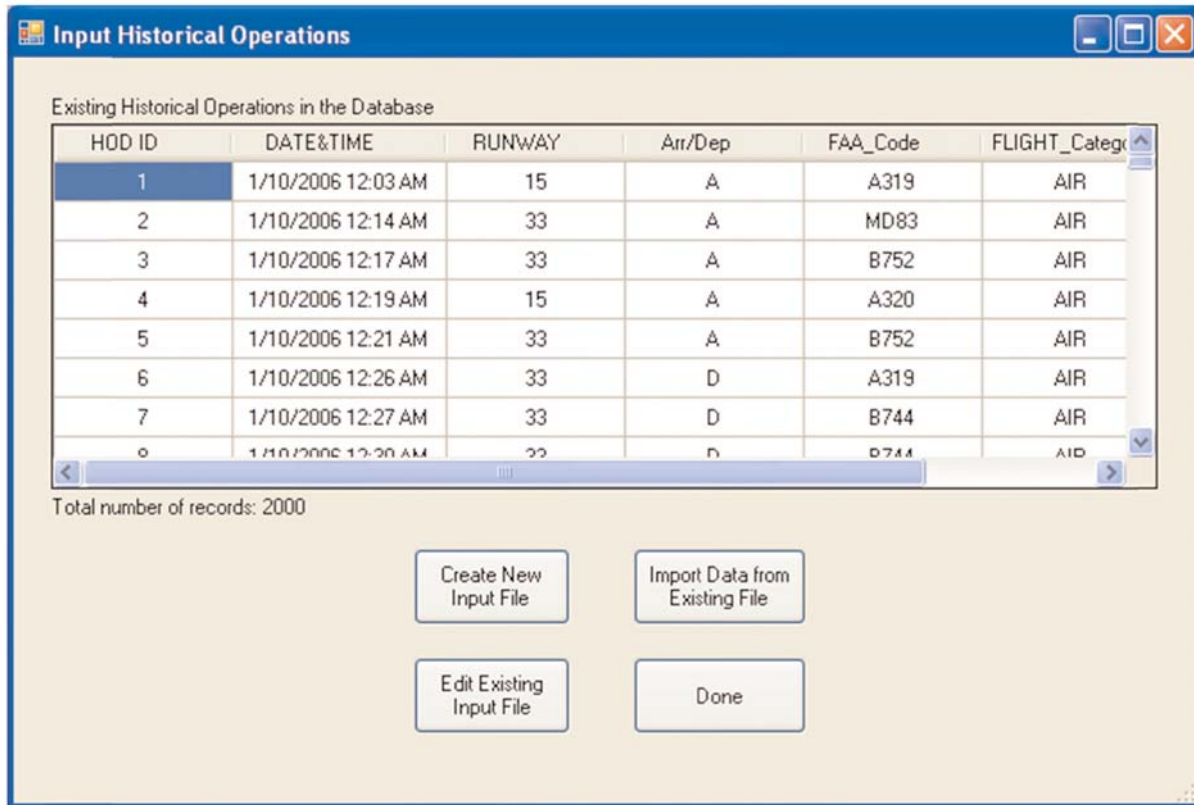 Input Historical Operations
Existing Historical Operations in the Database
HOD ID DATE&TIME RUNWAY Arr/Dep FAA_Code FLIGHT_Catego
1 1/10/2006 12:03 AM 15 A A319 AIR
2 1/10/2006 12:14 AM 33 A MD83 AIR
3 1/10/2006 12:17 AM 33 A B752 AIR
4 1/10/2006 12:19 AM 15 A A320 AIR
5 1/10/2006 12:21 AM 33 A B752 AIR
6 1/10/2006 12:26 AM 33 D A319 AIR
7 1/10/2006 12:27 AM 33 D B744 AIR
Total number of records: 2000
Create New
Input File
Import Data from
Existing File
Edit Existing
Input File
Done